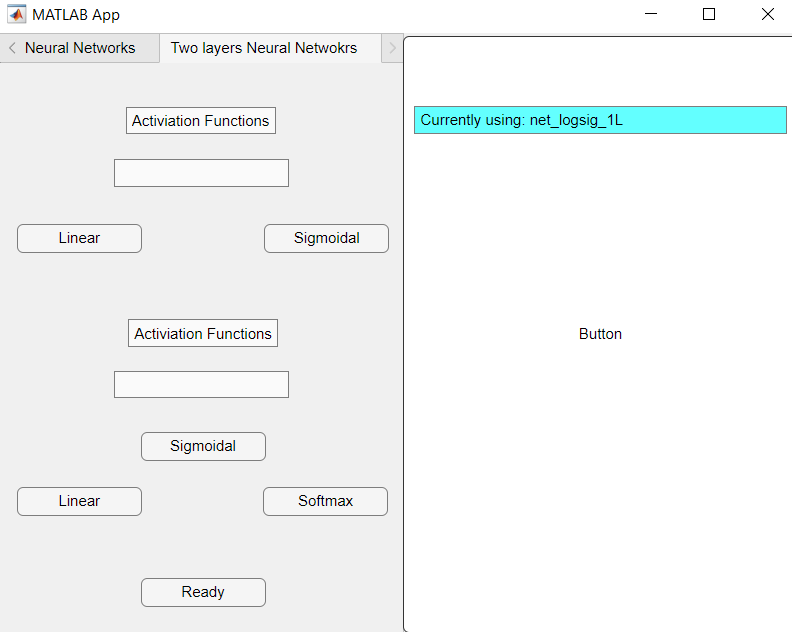 MATLAB App
Neural Networks
Two layers Neural Netwokrs
Activiation Functions
Linear
Sigmoidal
Activiation Functions
Sigmoidal
Linear
Softmax
Ready
Currently using: net_logsig_1L
Button